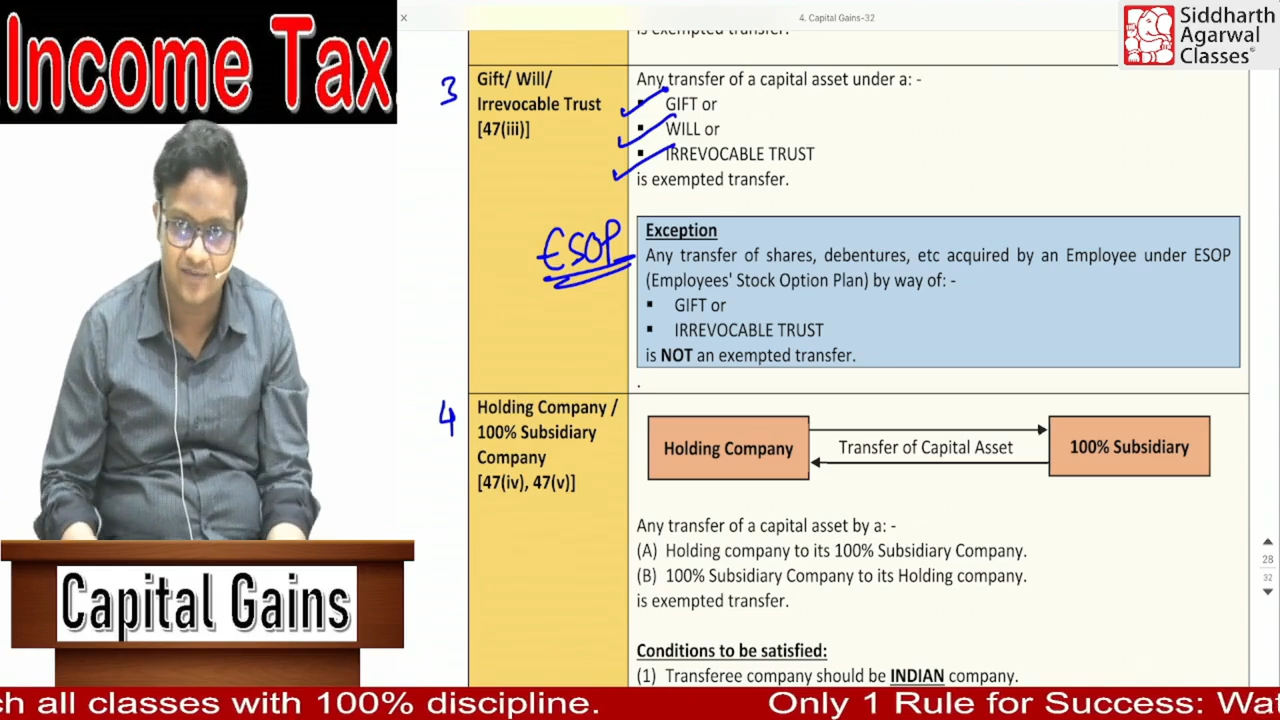 Income Tax
Capital Gains
4. Capital Gains-32
Siddharth
Agarwal
Classes
is exempted transfer.
3
Gift/ Will/
Irrevocable Trust
[47(iii)]
Any transfer of a capital asset under a: -
▪ GIFT or
▪ WILL or
▪ IRREVOCABLE TRUST
is exempted transfer.
ESOP
Exception
Any transfer of shares, debentures, etc acquired by an Employee under ESOP
(Employees' Stock Option Plan) by way of: -
▪ GIFT or
▪ IRREVOCABLE TRUST
is NOT an exempted transfer.
.
4
Holding Company /
100% Subsidiary
Company
[47(iv), 47(v)]
Holding Company
Transfer of Capital Asset
100% Subsidiary
Any transfer of a capital asset by a: -
(A) Holding company to its 100% Subsidiary Company.
(B) 100% Subsidiary Company to its Holding company.
is exempted transfer.
Conditions to be satisfied:
(1) Transferee company should be INDIAN company.
28
32
ch all classes with 100% discipline. Only 1 Rule for Success: Wat